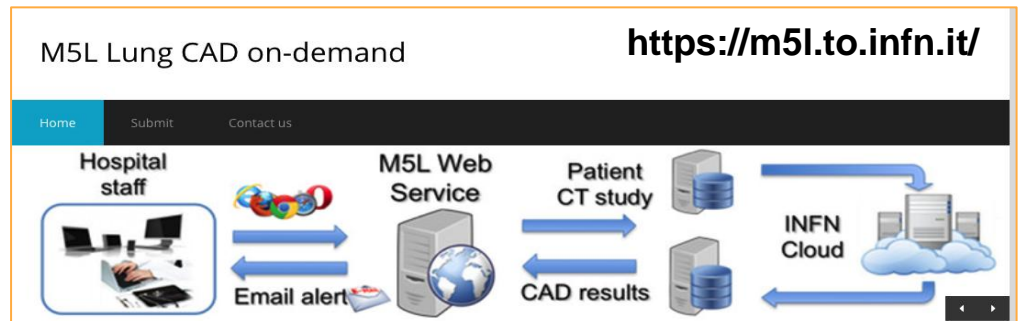 M5L Lung CAD on-demand
https://m5l.to.infn.it/
Home Submit Contact us
Hospital
staff
Email alert
M5L Web
Service
Patient
CT study
CAD results
INFN
Cloud